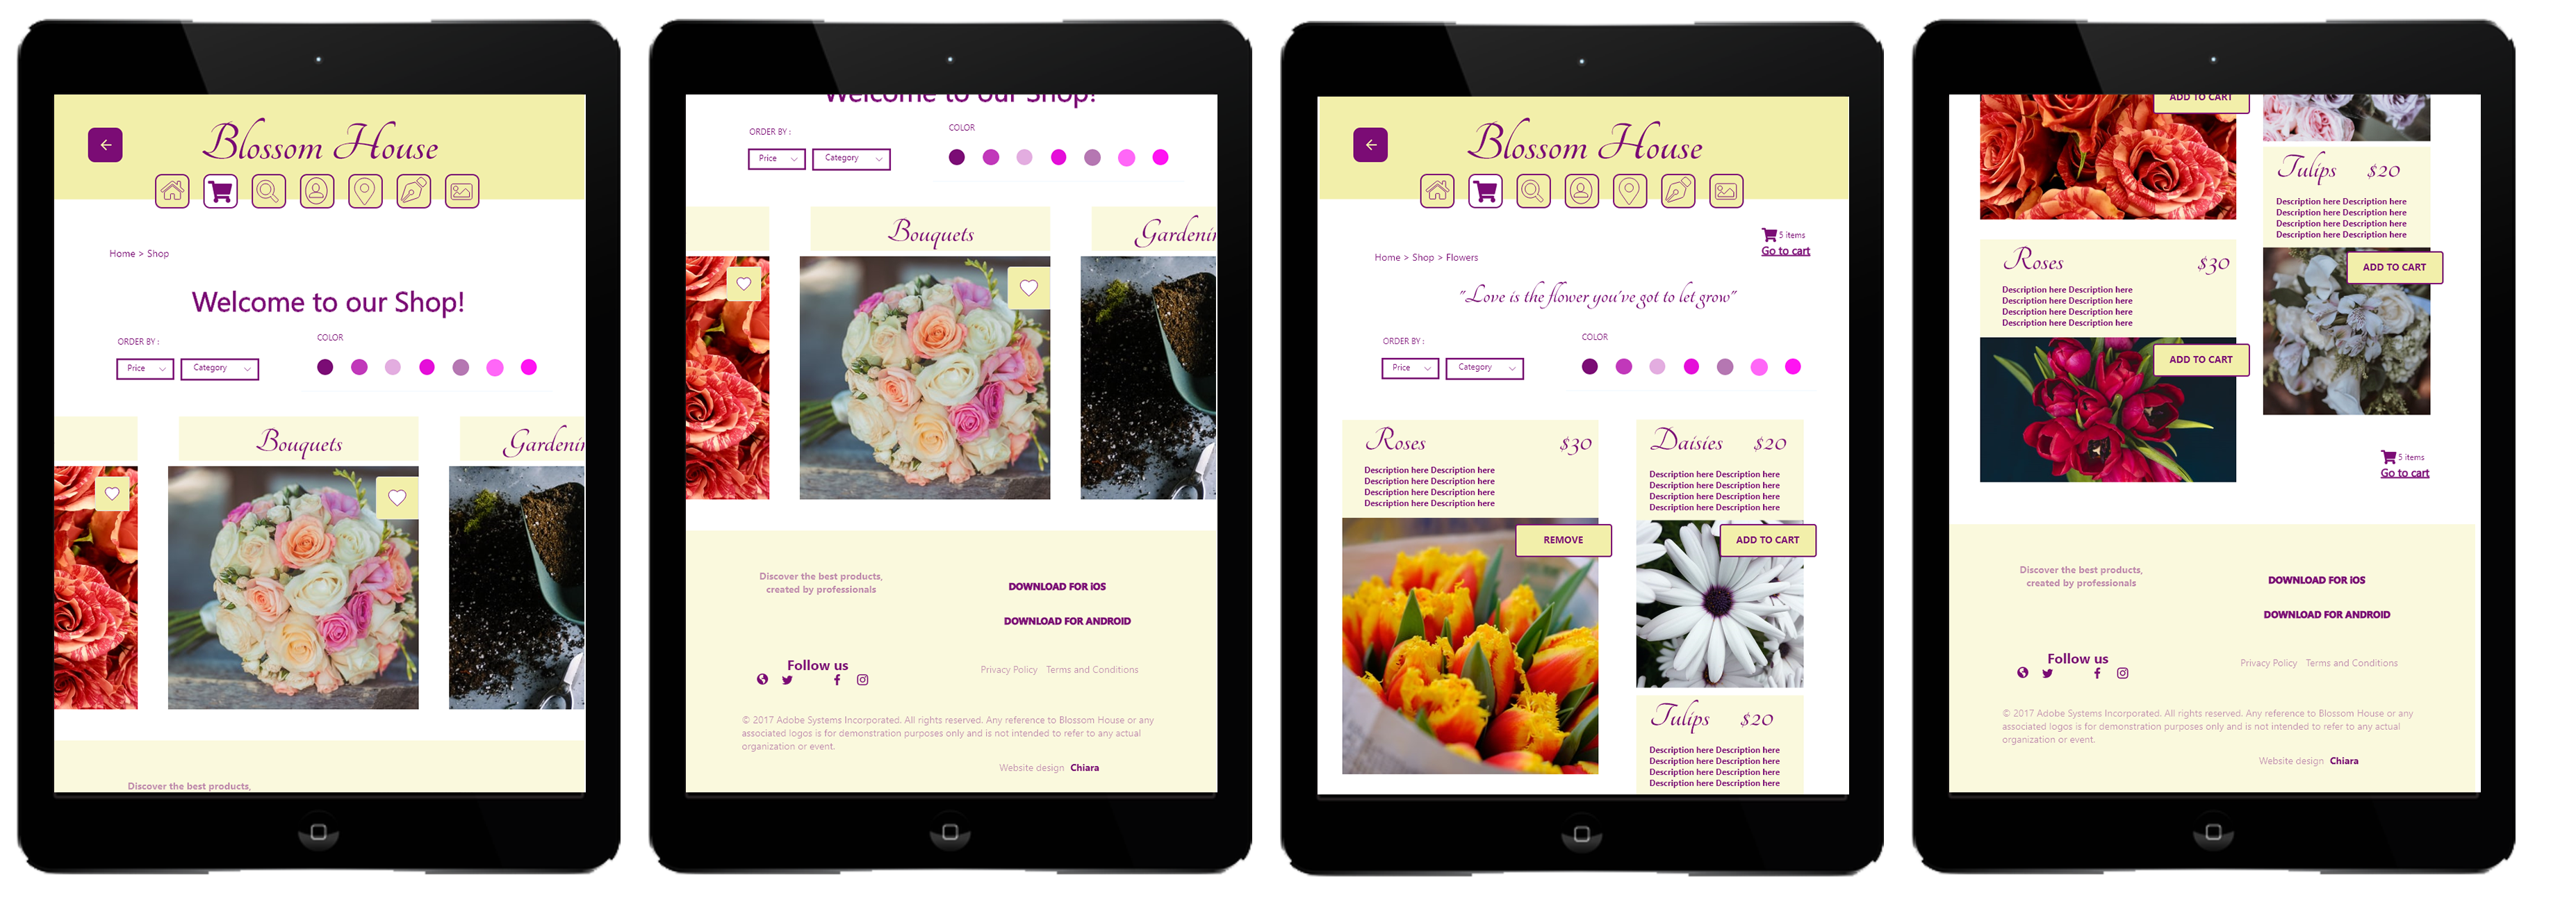 Blossom House
Home > Shop
Welcome to our Shop!
ORDER BY :
COLOR
Price
Category
Bouquets
Gardenin
Discover the best products,
Welcome to our Shop!
ORDER BY :
COLOR
Price
Category
Bouquets
Gardenin
Discover the best products,
created by professionals
DOWNLOAD FOR iOS
DOWNLOAD FOR ANDROID
Follow us
Privacy Policy Terms and Conditions
© 2017 Adobe Systems Incorporated. All rights reserved. Any reference to Blossom House or any
associated logos is for demonstration purposes only and is not intended to refer to any actual
organization or event.
Website design Chiara
Blossom House
5 items
Go to cart
Home > Shop > Flowers
"Love is the flower you've got to let grow"
ORDER BY :
COLOR
Price
Category
Roses $30
Description here Description here
Description here Description here
Description here Description here
Description here Description here
REMOVE
Daisies $20
Description here Description here
Description here Description here
Description here Description here
Description here Description here
ADD TO CART
Tulips $20
Description here Description here
Description here Description here
Description here Description here
Description here Description here
ADD TO CART
Roses $30
Description here Description here
Description here Description here
Description here Description here
Description here Description here
ADD TO CART
Tulips $20
Description here Description here
Description here Description here
Description here Description here
Description here Description here
ADD TO CART
5 items
Go to cart
Discover the best products,
created by professionals
DOWNLOAD FOR iOS
DOWNLOAD FOR ANDROID
Follow us
Privacy Policy Terms and Conditions
© 2017 Adobe Systems Incorporated. All rights reserved. Any reference to Blossom House or any
associated logos is for demonstration purposes only and is not intended to refer to any actual
organization or event.
Website design Chiara